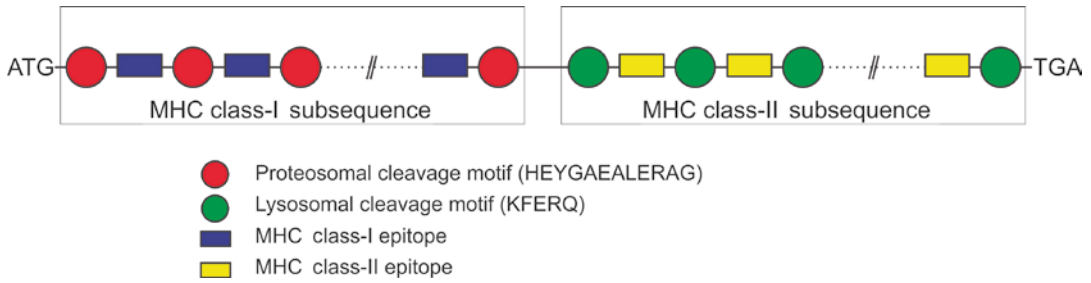 ATG
TGA
MHC class-I subsequence
MHC class-II subsequence
Proteosomal cleavage motif (HEYGAEALERAG)
Lysosomal cleavage motif (KFERQ)
MHC class-I epitope
MHC class-II epitope